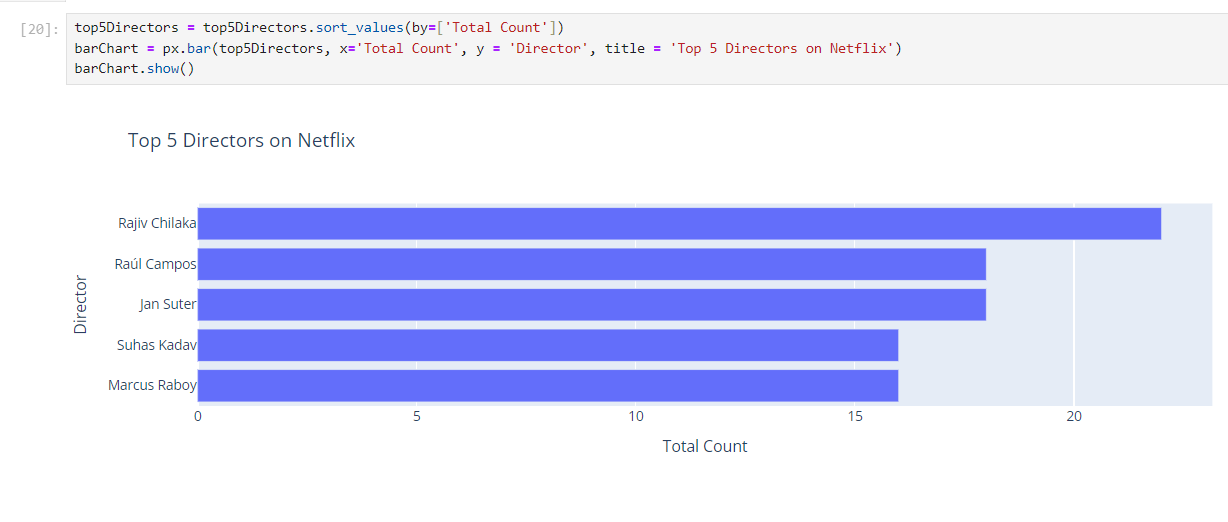 [20]: top5Directors = top5Directors.sort_values(by=['Total Count'])
barChart = px.bar(top5Directors, x='Total Count', y = 'Director', title = 'Top 5 Directors on Netflix')
barChart.show()
Top 5 Directors on Netflix
Director
Rajiv Chilaka
Raúl Campos
Jan Suter
Suhas Kadav
Marcus Raboy
0 5 10 15 20
Total Count